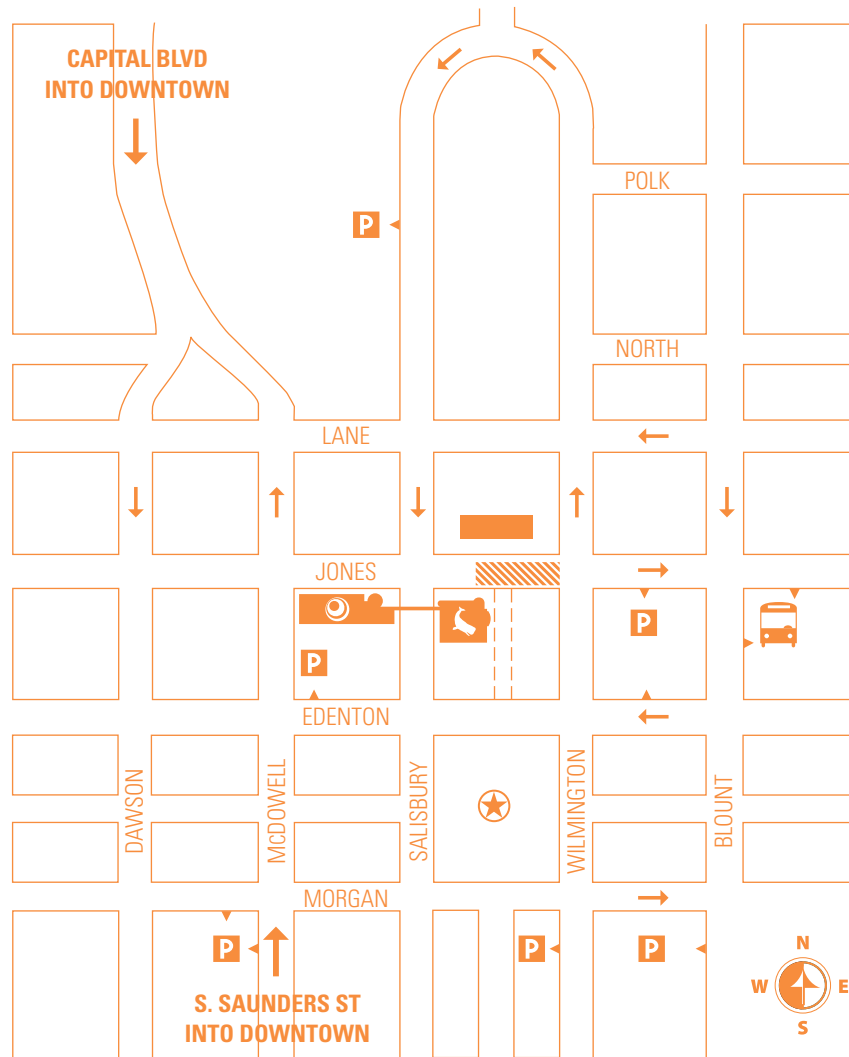 CAPITAL BLVD
INTO DOWNTOWN
POLK
P
NORTH
LANE
JONES
P
P
EDENTON
DAWSON
McDOWELL
SALISBURY
WILMINGTON
BLOUNT
MORGAN
P
P
P
N
W
E
S
S. SAUNDERS ST
INTO DOWNTOWN